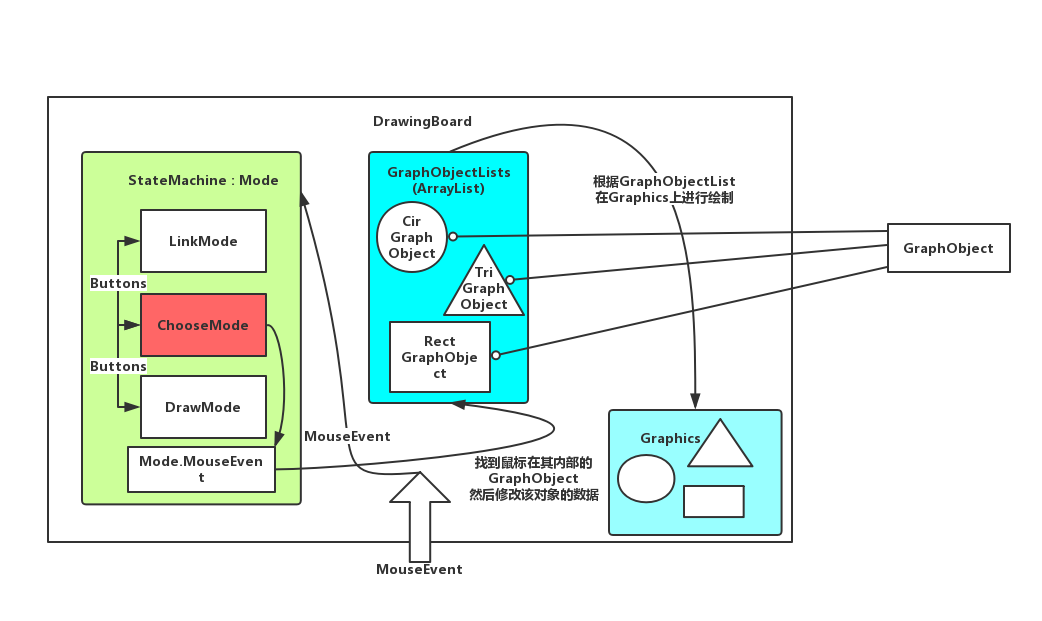 DrawingBoard
StateMachine : Mode
LinkMode
Buttons
ChooseMode
Buttons
DrawMode
Mode.MouseEven
t
GraphObjectLists
(ArrayList)
Cir
Graph
Object
Tri
Graph
Object
Rect
GraphObje
ct
根据GraphObjectList
在Graphics上进行绘制
GraphObject
MouseEvent
找到鼠标在其内部的
GraphObject
然后修改该对象的数据
Graphics
MouseEvent